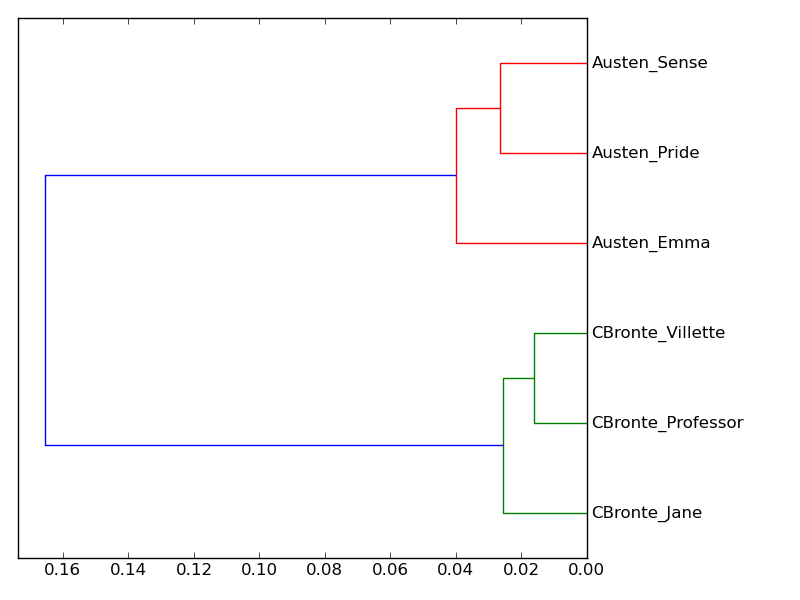 Austen_Sense
Austen_Pride
Austen_Emma
CBronte_Villette
CBronte_Professor
CBronte_Jane
0.16 0.14 0.12 0.10 0.08 0.06 0.04 0.02 0.00